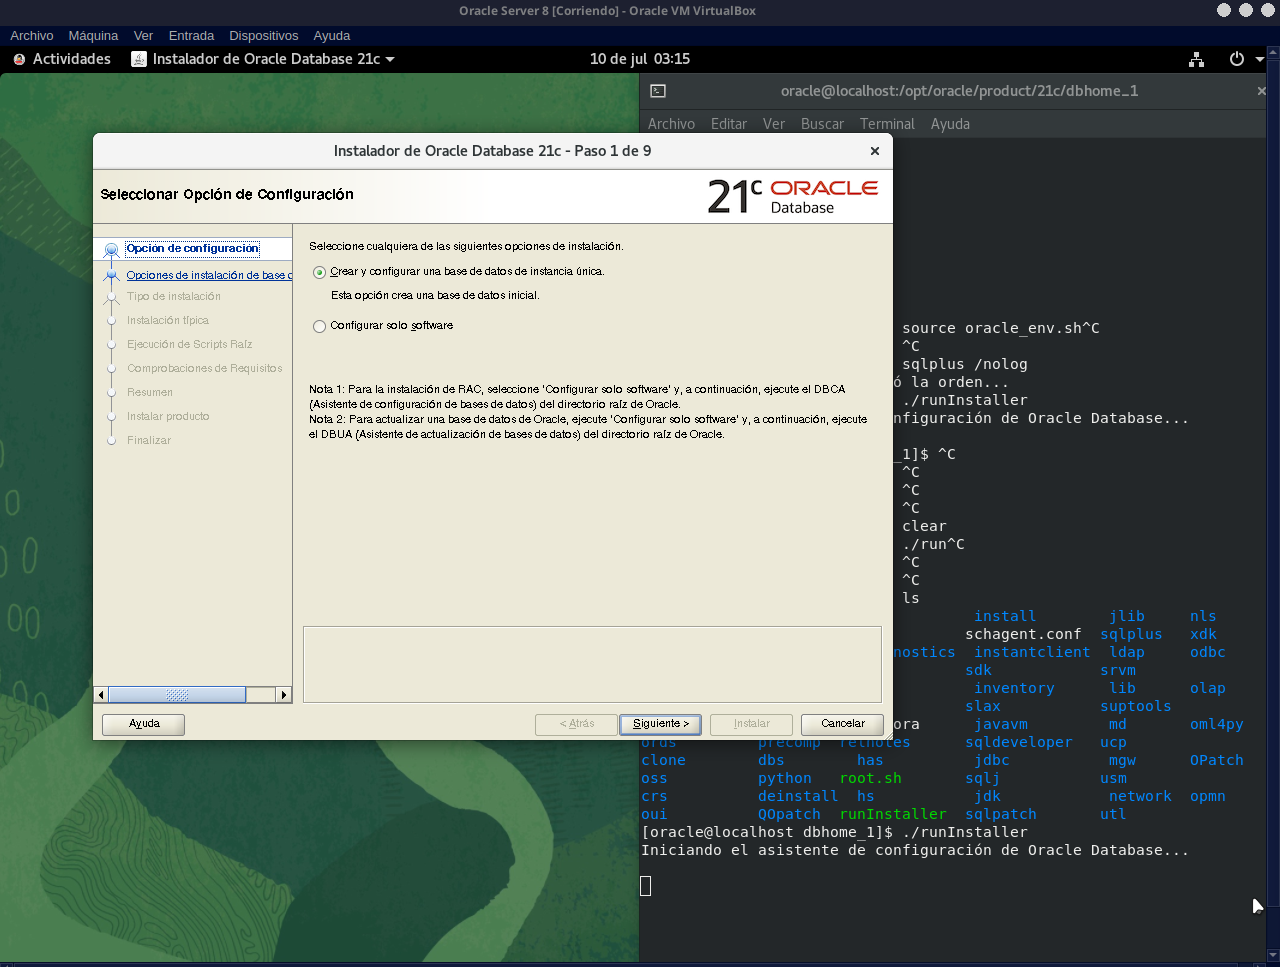 Oracle Server 8 [Corriendo] - Oracle VM VirtualBox
Archivo Máquina Ver Entrada Dispositivos Ayuda
Actividades Instalador de Oracle Database 21c 10 de jul 03:15
oracle@localhost:/opt/oracle/product/21c/dbhome_1
Archivo Editar Ver Buscar Terminal Ayuda
Instalador de Oracle Database 21c - Paso 1 de 9
Seleccionar Opción de Configuración
21c ORACLE
Database
Opción de configuración
Opciones de instalación de base d
Tipo de instalación
Instalación típica
Ejecución de Scripts Raíz
Comprobaciones de Requisitos
Resumen
Instalar producto
Finalizar
Seleccione cualquiera de las siguientes opciones de instalación.
Crear y configurar una base de datos de instancia única.
Esta opción crea una base de datos inicial.
Configurar solo software
Nota 1: Para la instalación de RAC, seleccione 'Configurar solo software' y, a continuación, ejecute el DBCA
(Asistente de configuración de bases de datos) del directorio raíz de Oracle.
Nota 2: Para actualizar una base de datos de Oracle, ejecute 'Configurar solo software' y, a continuación, ejecute
el DBUA (Asistente de actualización de bases de datos) del directorio raíz de Oracle.
Ayuda < Atrás Siguiente > Instalar Cancelar
source oracle_env.sh^C
^C
sqlplus /nolog
ó la orden...
./runInstaller
nfiguración de Oracle Database...
_1]$ ^C
^C
^C
^C
clear
./run^C
^C
^C
ls
install jlib nls
schagent.conf sqlplus xdk
nostics instantclient ldap odbc
sdk srvm
inventory lib olap
slax suptools
ora javavm md oml4py
ords precomp relnotes sqldeveloper ucp
clone dbs has jdbc mgw OPatch
oss python root.sh sqlj usm
crs deinstall hs jdk network opmn
oui QOpatch runInstaller sqlpatch utl
[oracle@localhost dbhome_1]$ ./runInstaller
Iniciando el asistente de configuración de Oracle Database...